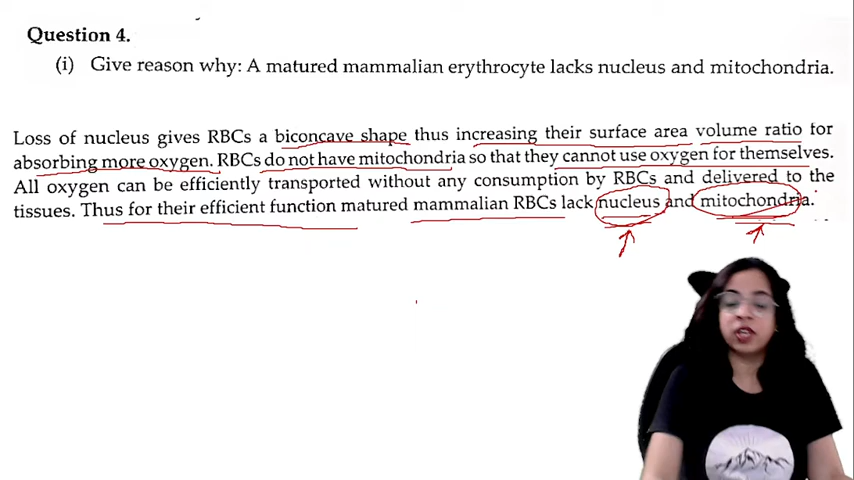 Question 4.
(i) Give reason why: A matured mammalian erythrocyte lacks nucleus and mitochondria.
Loss of nucleus gives RBCs a biconcave shape thus increasing their surface area volume ratio for
absorbing more oxygen. RBCs do not have mitochondria so that they cannot use oxygen for themselves.
All oxygen can be efficiently transported without any consumption by RBCs and delivered to the
tissues. Thus for their efficient function matured mammalian RBCs lack nucleus and mitochondria.